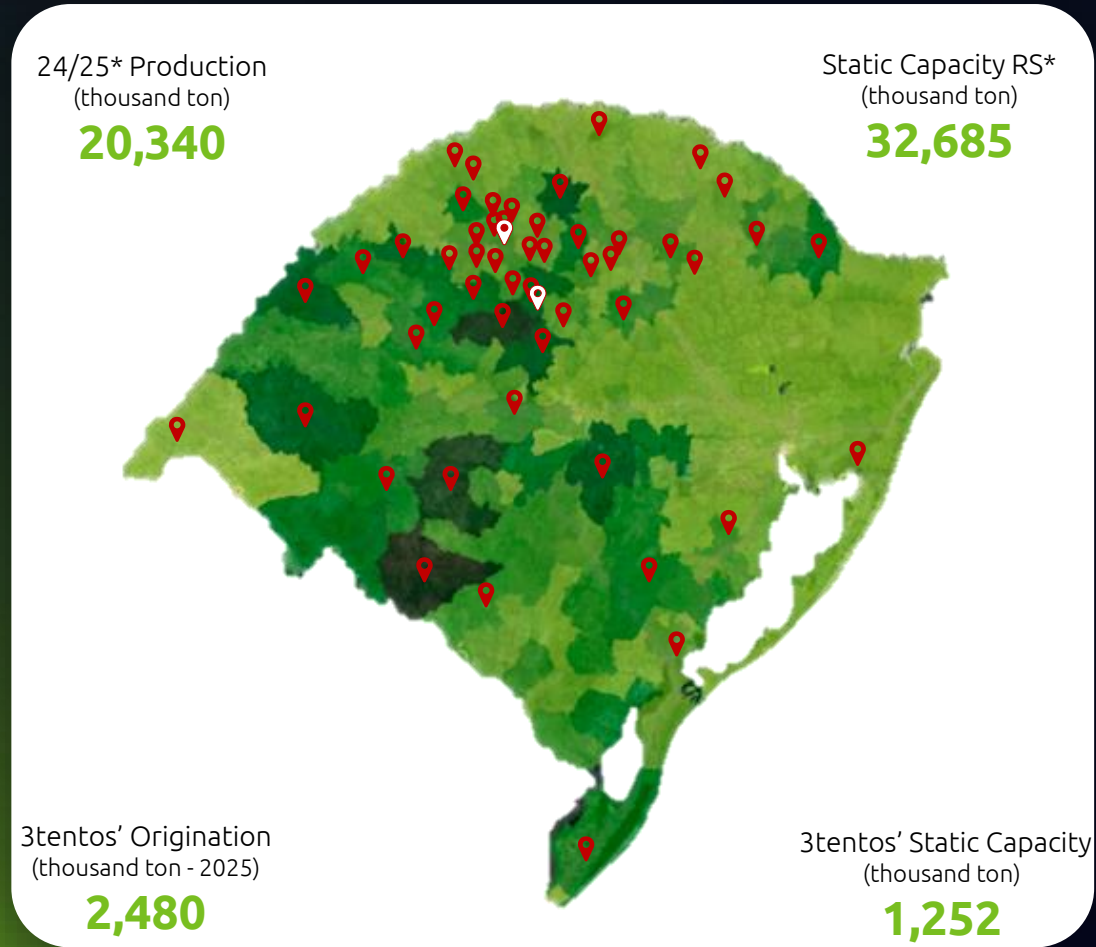 24/25* Production
(thousand ton)
20,340
Static Capacity RS*
(thousand ton)
32,685
3tentos’ Origination
(thousand ton - 2025)
2,480
3tentos’ Static Capacity
(thousand ton)
1,252